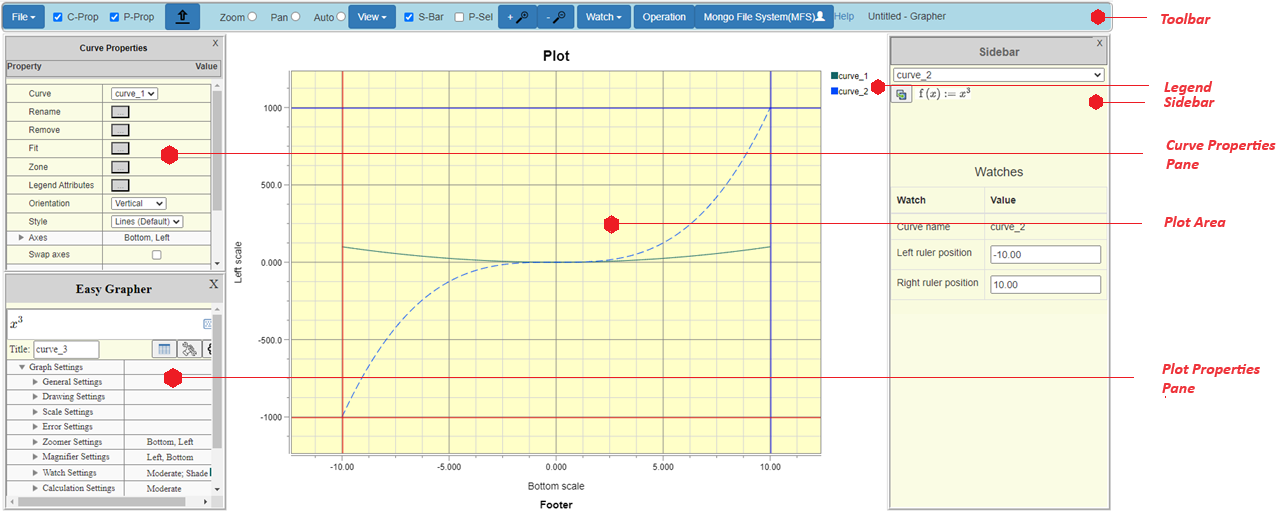 File C-Prop P-Prop Zoom Pan Auto View S-Bar P-Sel + - Watch Operation Mongo File System(MFS) Help Untitled - Grapher
Toolbar
Curve Properties X
Property Value
Curve curve_1
Rename ...
Remove ...
Fit ...
Zone ...
Legend Attributes ...
Orientation Vertical
Style Lines (Default)
Axes Bottom, Left
Swap axes
Easy Grapher X
x³
Title: curve_3
Graph Settings
General Settings
Drawing Settings
Scale Settings
Error Settings
Zoomer Settings Bottom, Left
Magnifier Settings Left, Bottom
Watch Settings Moderate; Shade
Calculation Settings Moderate
Plot
curve_1
curve_2
Left scale
1000
500.0
0.000
-500.0
-1000
-10.00 -5.000 0.000 5.000 10.00
Bottom scale
Footer
Sidebar X
curve_2
f (x) := x³
Watches
Watch Value
Curve name curve_2
Left ruler position -10.00
Right ruler position 10.00
Legend
Sidebar
Curve Properties
Pane
Plot Area
Plot Properties
Pane